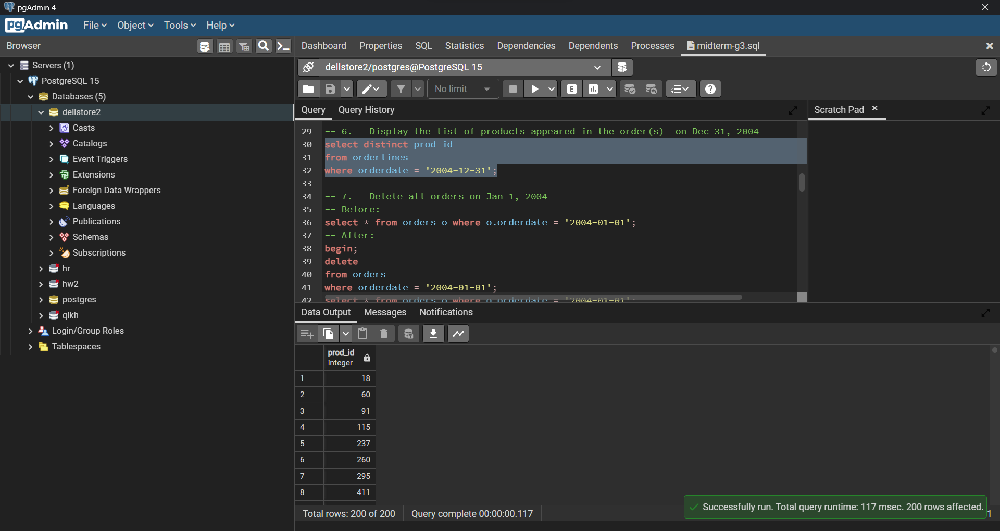 pgAdmin 4
pgAdmin File Object Tools Help
Browser
Dashboard Properties SQL Statistics Dependencies Dependents Processes midterm-g3.sql
Servers (1)
PostgreSQL 15
Databases (5)
dellstore2
Casts
Catalogs
Event Triggers
Extensions
Foreign Data Wrappers
Languages
Publications
Schemas
Subscriptions
hr
hw2
postgres
qlkh
Login/Group Roles
Tablespaces
dellstore2/postgres@PostgreSQL 15
No limit
E
Query Query History
Scratch Pad
29 -- 6. Display the list of products appeared in the order(s) on Dec 31, 2004
30 select distinct prod_id
31 from orderlines
32 where orderdate = '2004-12-31';
33
34 -- 7. Delete all orders on Jan 1, 2004
35 -- Before:
36 select * from orders o where o.orderdate = '2004-01-01';
37 -- After:
38 begin;
39 delete
40 from orders
41 where orderdate = '2004-01-01';
42 select * from orders o where o.orderdate = '2004-01-01';
Data Output Messages Notifications
prod_id
integer
1 18
2 60
3 91
4 115
5 237
6 260
7 295
8 411
Total rows: 200 of 200 Query complete 00:00:00.117
Successfully run. Total query runtime: 117 msec. 200 rows affected.
1